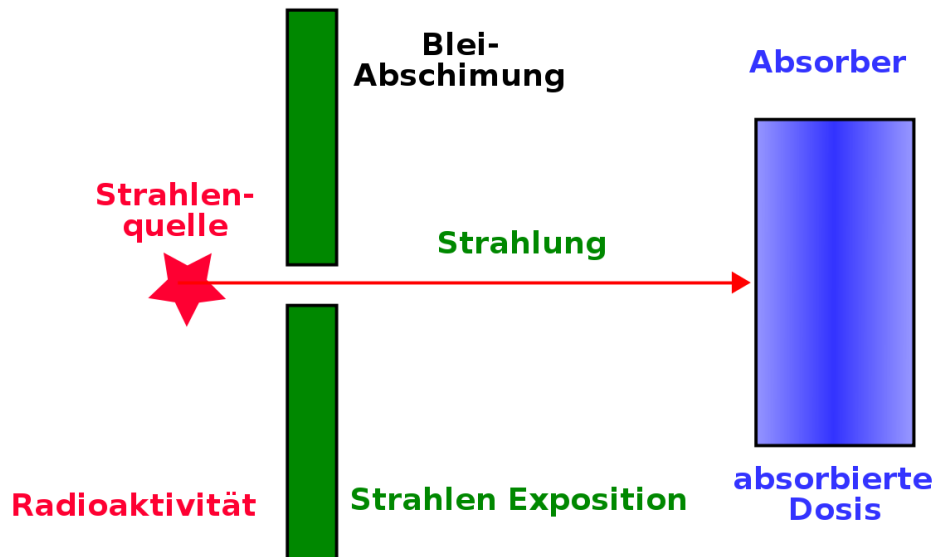 Blei-
Abschimung
Absorber
Strahlen-
quelle
Strahlung
Radioaktivität
Strahlen Exposition
absorbierte
Dosis